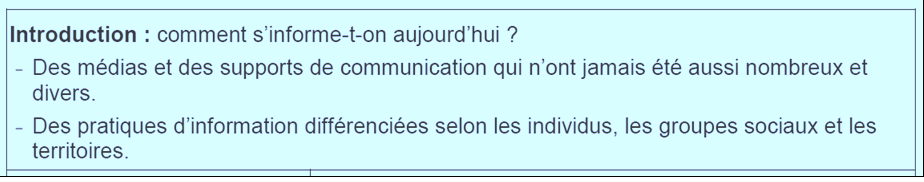 Introduction : comment s’informe-t-on aujourd’hui ?
- Des médias et des supports de communication qui n’ont jamais été aussi nombreux et
divers.
- Des pratiques d’information différenciées selon les individus, les groupes sociaux et les
territoires.